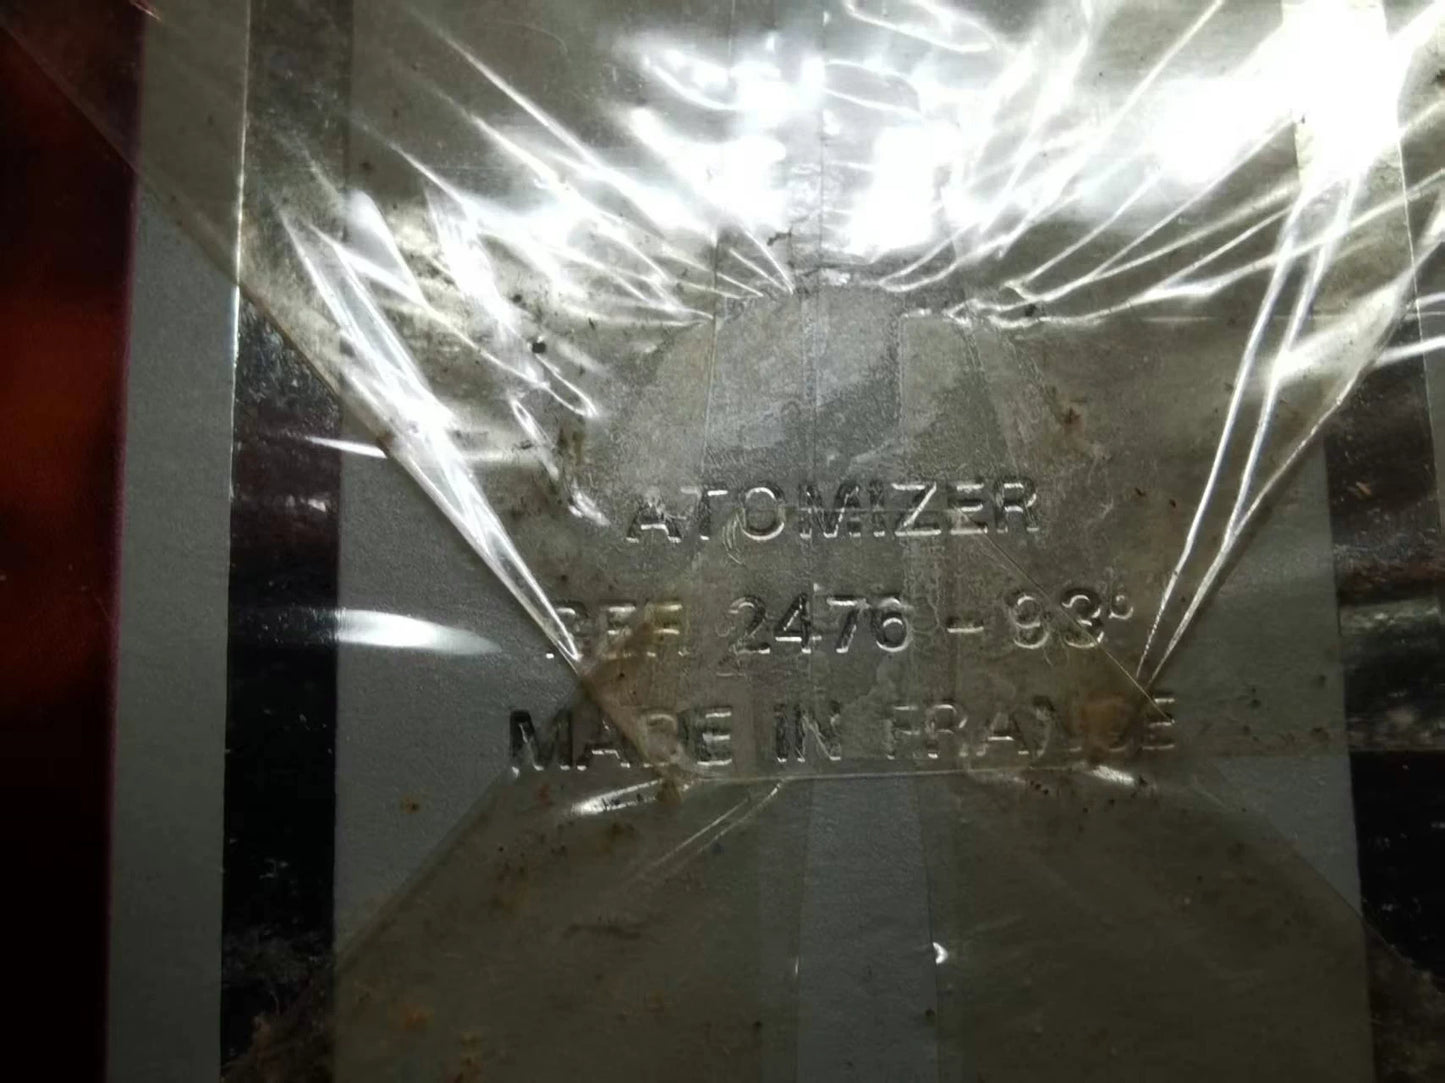 ATOMIZER
REF 2476 - 93°
MADE IN FRANCE